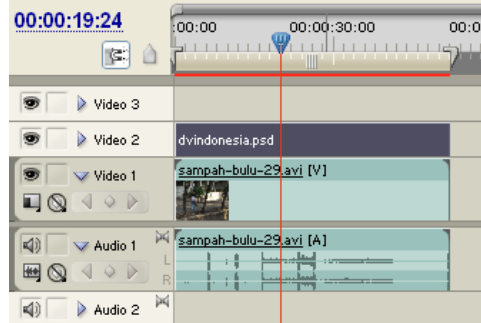 00:00:19:24
:00:00
00:00:30:00
00:0
Video 3
Video 2
dvindonesia.psd
Video 1
sampah-bulu-29.avi [V]
Audio 1
sampah-bulu-29.avi [A]
L
R
Audio 2